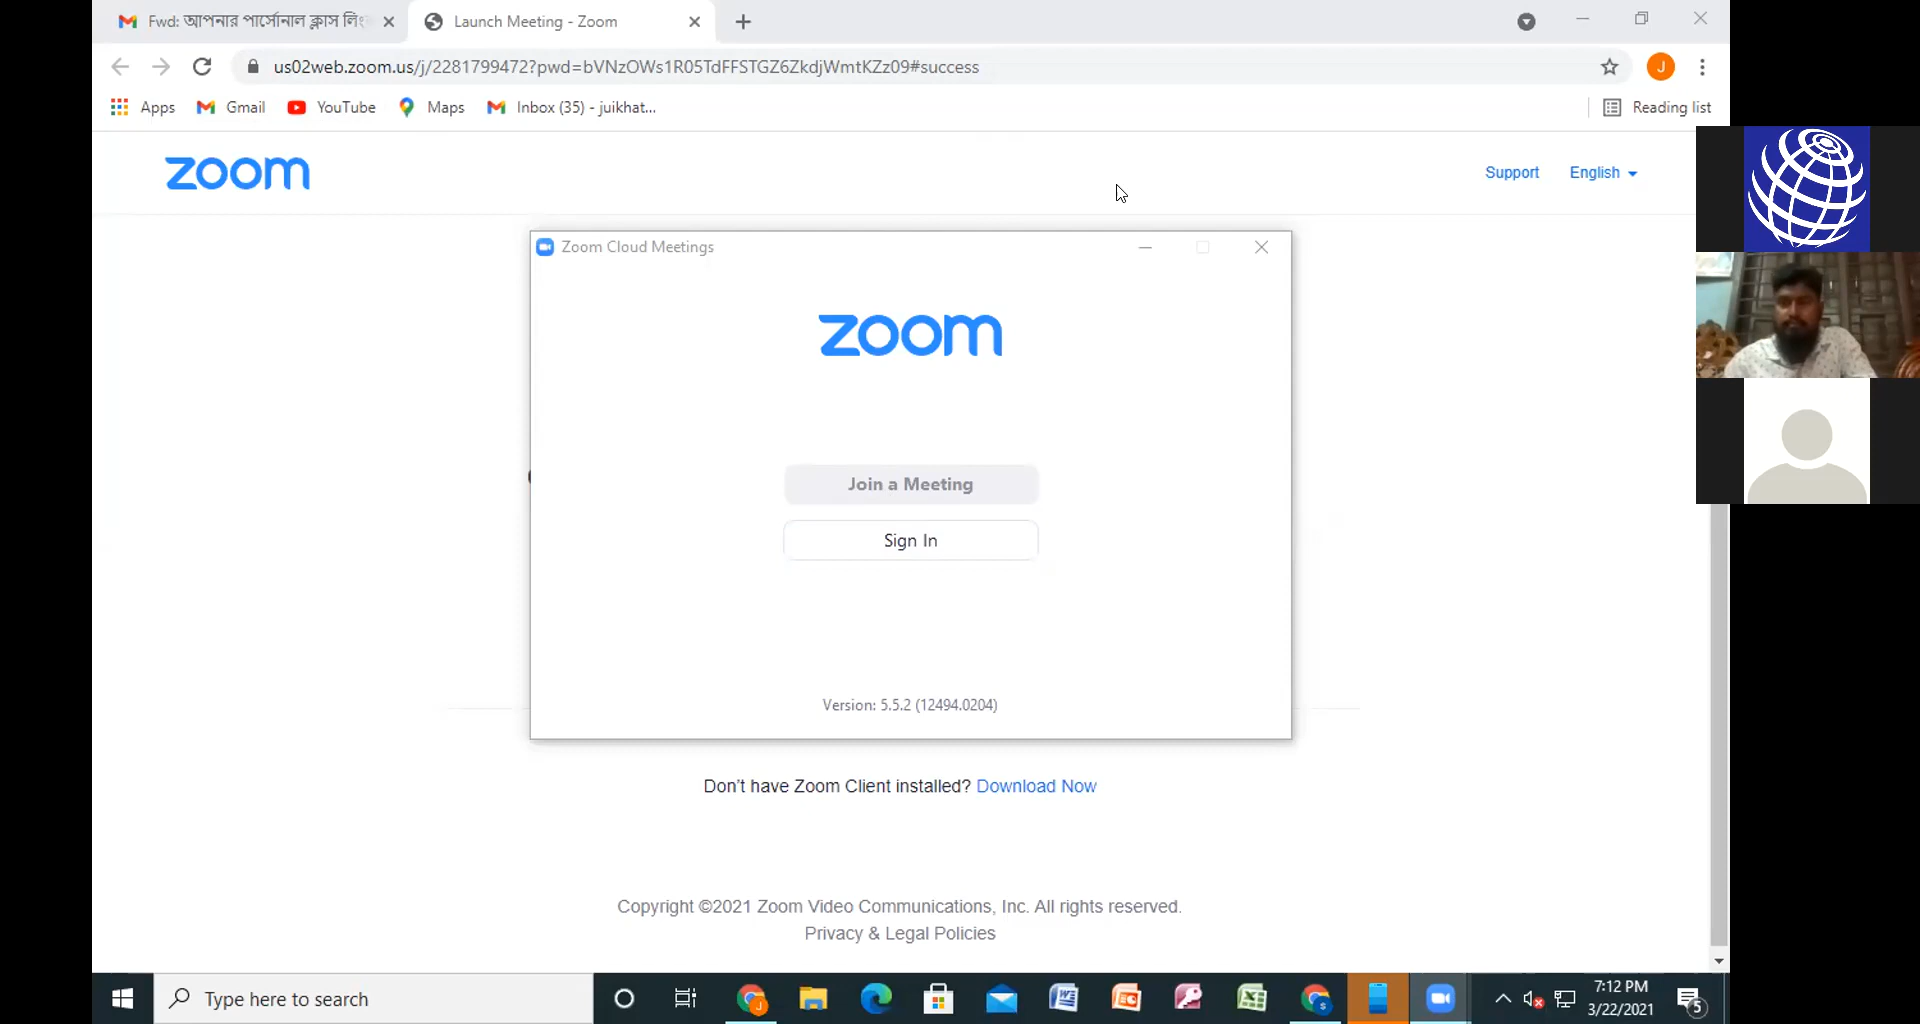 Fwd: আপনার পার্সোনাল ক্লাস লিং
Launch Meeting - Zoom
us02web.zoom.us/j/2281799472?pwd=bVNzOWs1R05TdFFSTGZ6ZkdjWmtKZz09#success
J
Apps
Gmail
YouTube
Maps
Inbox (35) - juikhat...
Reading list
zoom
Support
English
Zoom Cloud Meetings
zoom
Join a Meeting
Sign In
Version: 5.5.2 (12494.0204)
Don't have Zoom Client installed? Download Now
Copyright ©2021 Zoom Video Communications, Inc. All rights reserved.
Privacy & Legal Policies
Type here to search
7:12 PM
3/22/2021
5